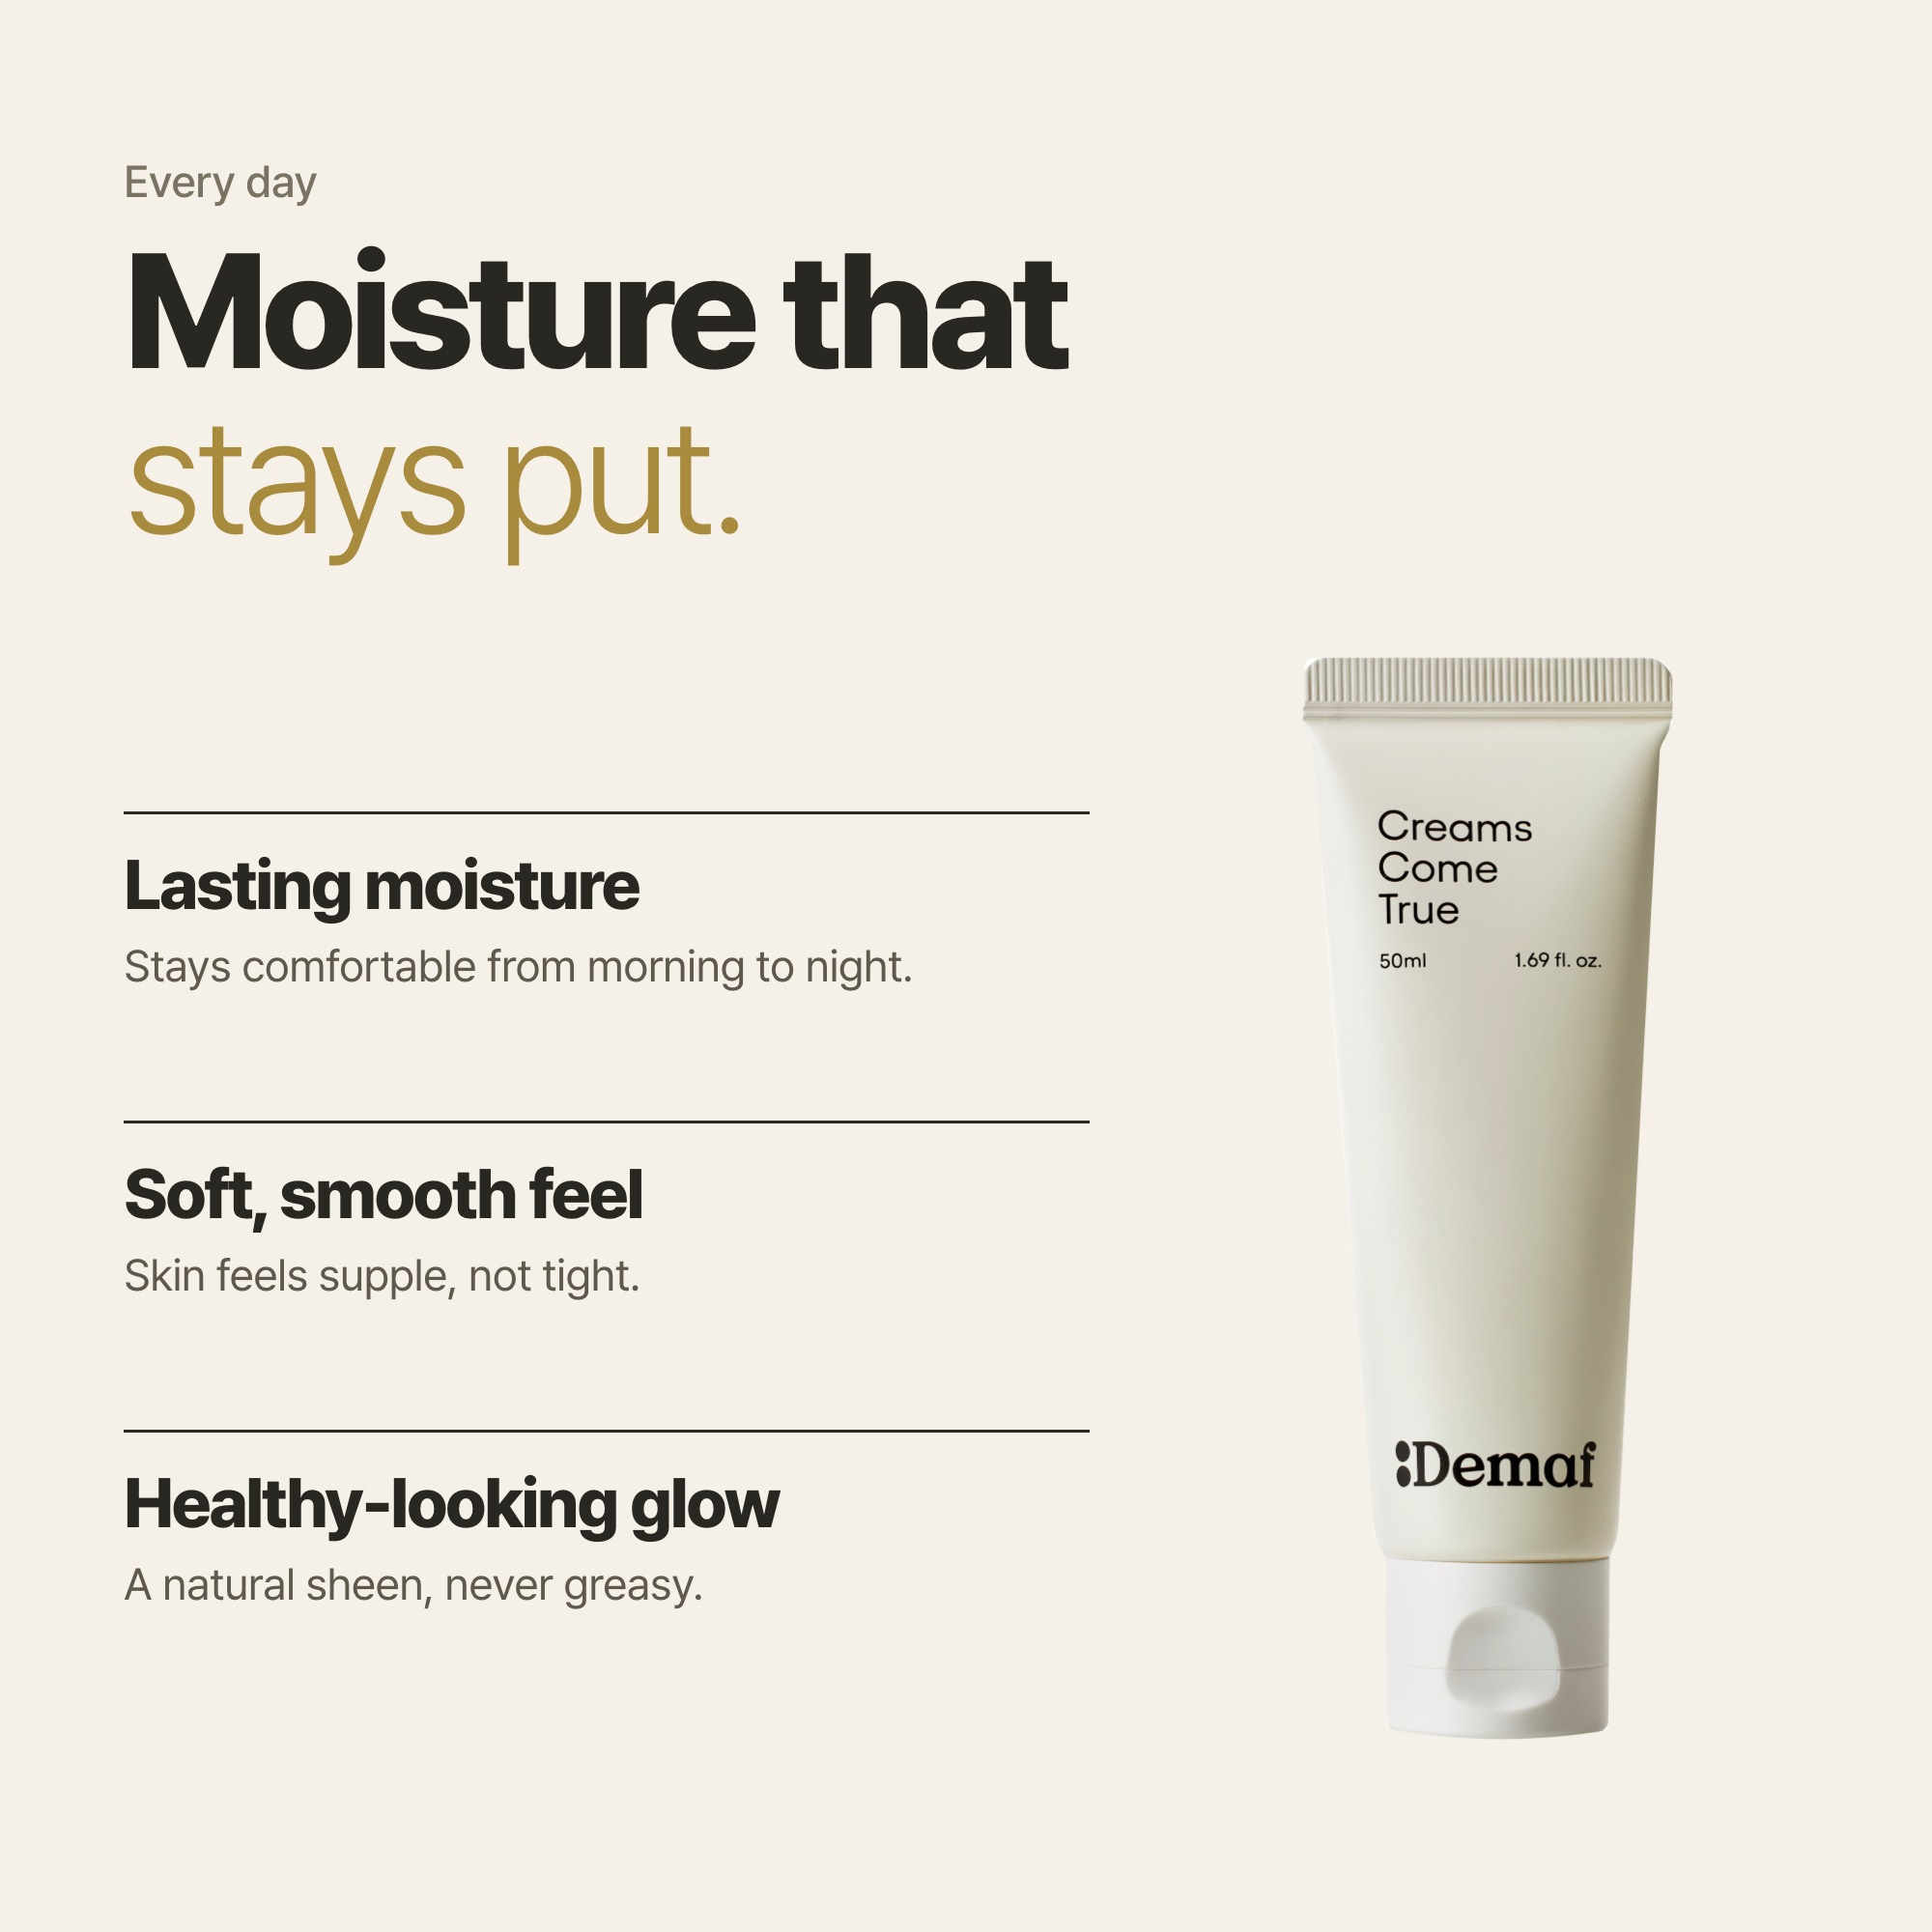 Every day
Moisture that
stays put.
Lasting moisture
Stays comfortable from morning to night.
Soft, smooth feel
Skin feels supple, not tight.
Healthy-looking glow
A natural sheen, never greasy.
Creams
Come
True
50ml 1.69 fl. oz.
:Demaf